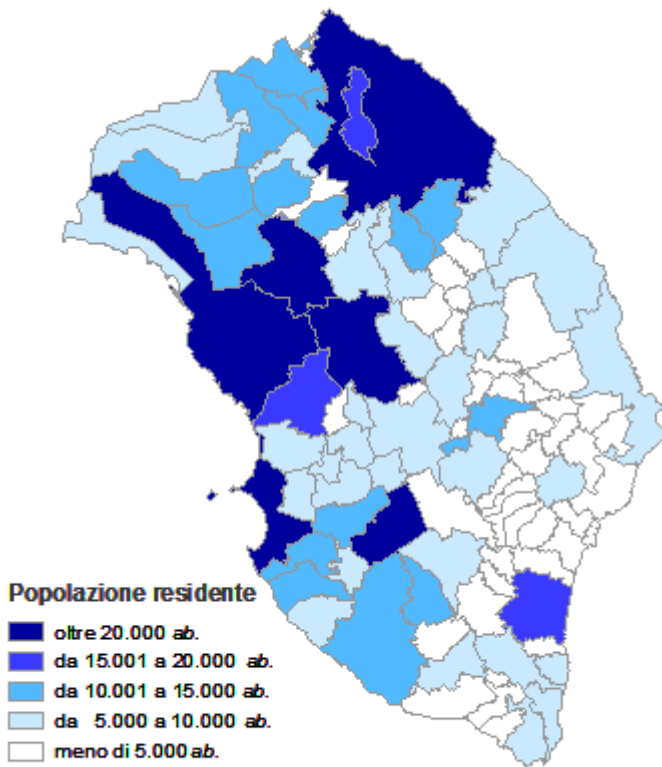 Popolazione residente
oltre 20.000 ab.
da 15.001 a 20.000 ab.
da 10.001 a 15.000 ab.
da 5.000 a 10.000 ab.
meno di 5.000 ab.